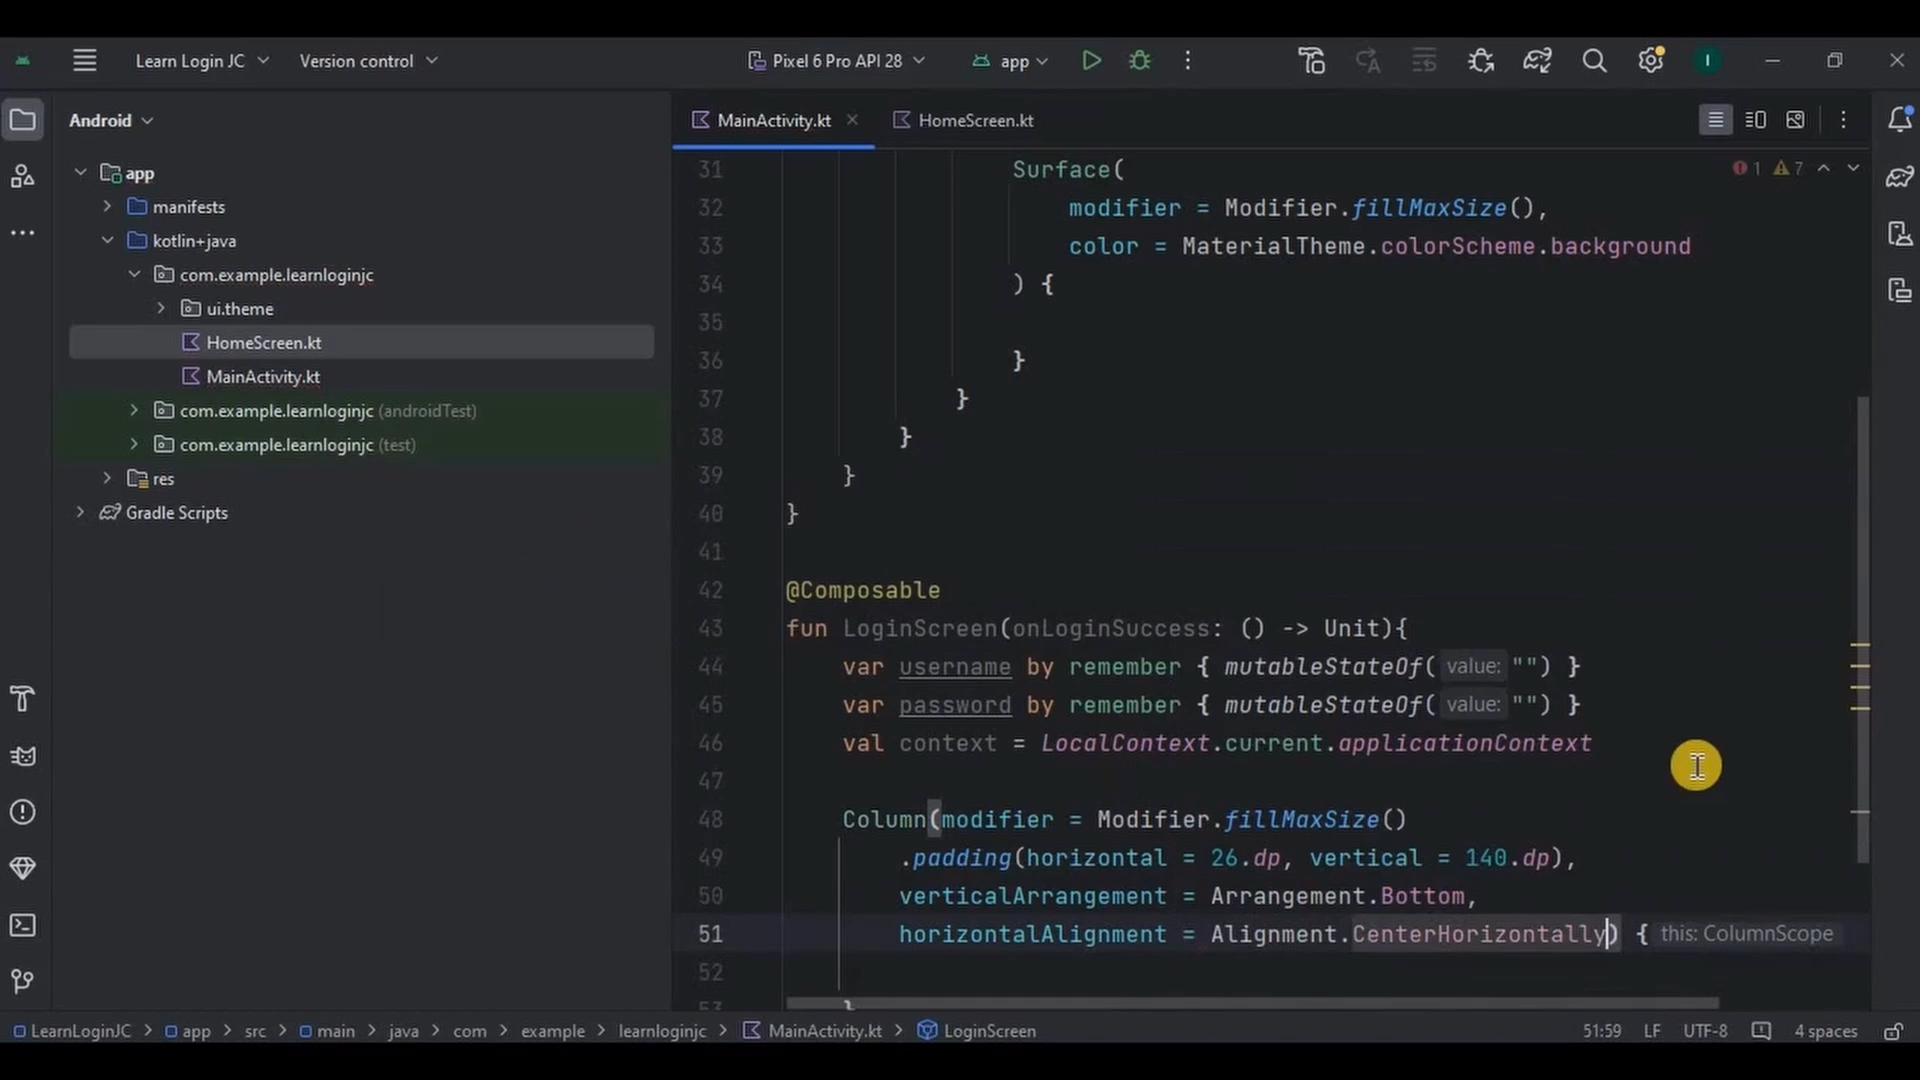 Learn Login JC
Version control
Pixel 6 Pro API 28
app
I
Android
app
manifests
kotlin+java
com.example.learnloginjc
ui.theme
HomeScreen.kt
MainActivity.kt
com.example.learnloginjc (androidTest)
com.example.learnloginjc (test)
res
Gradle Scripts
MainActivity.kt
HomeScreen.kt
1
7
31 Surface(
32 modifier = Modifier.fillMaxSize(),
33 color = MaterialTheme.colorScheme.background
34 ) {
35
36 }
37 }
38 }
39 }
40 }
41
42 @Composable
43 fun LoginScreen(onLoginSuccess: () -> Unit){
44 var username by remember { mutableStateOf( value: "") }
45 var password by remember { mutableStateOf( value: "") }
46 val context = LocalContext.current.applicationContext
47
48 Column(modifier = Modifier.fillMaxSize()
49 .padding(horizontal = 26.dp, vertical = 140.dp),
50 verticalArrangement = Arrangement.Bottom,
51 horizontalAlignment = Alignment.CenterHorizontally) { this: ColumnScope
52
53 }
LearnLoginJC > app > src > main > java > com > example > learnloginjc > MainActivity.kt > LoginScreen
51:59 LF UTF-8 4 spaces